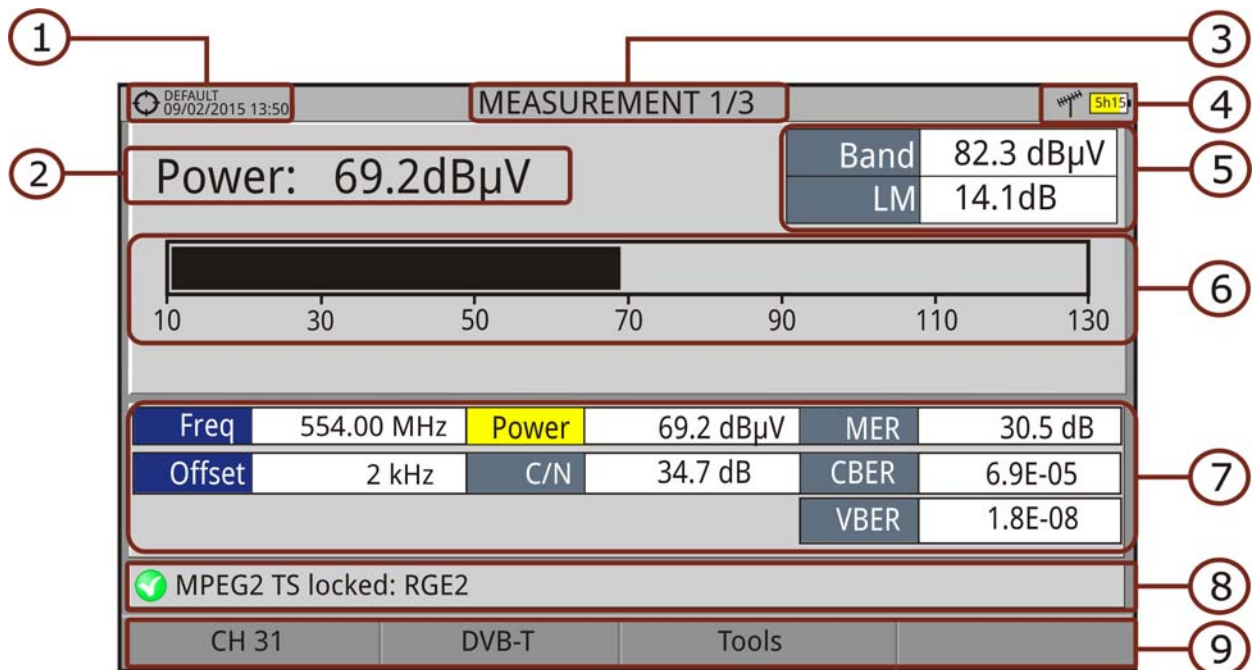 1
3
DEFAULT
09/02/2015 13:50
MEASUREMENT 1/3
5h15
4
2
Power: 69.2dBµV
Band 82.3 dBµV
LM 14.1dB
5
6
10 30 50 70 90 110 130
Freq 554.00 MHz Power 69.2 dBµV MER 30.5 dB
Offset 2 kHz C/N 34.7 dB CBER 6.9E-05
VBER 1.8E-08
7
MPEG2 TS locked: RGE2
8
CH 31 DVB-T Tools
9